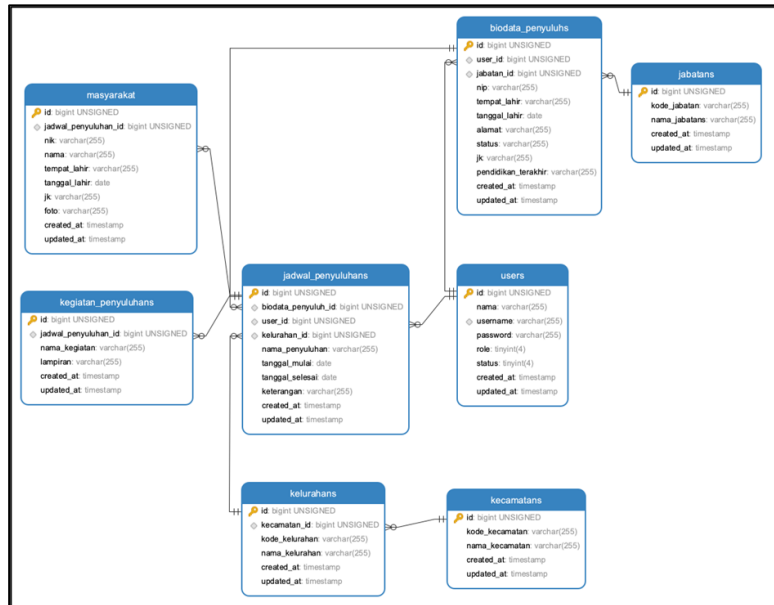 biodata_penyuluhs
id: bigint UNSIGNED
user_id: bigint UNSIGNED
jabatan_id: bigint UNSIGNED
nip: varchar(255)
tempat_lahir: varchar(255)
tanggal_lahir: date
alamat: varchar(255)
status: varchar(255)
jk: varchar(255)
pendidikan_terakhir: varchar(255)
created_at: timestamp
updated_at: timestamp
jabatans
id: bigint UNSIGNED
kode_jabatan: varchar(255)
nama_jabatans: varchar(255)
created_at: timestamp
updated_at: timestamp
masyarakat
id: bigint UNSIGNED
jadwal_penyuluhan_id: bigint UNSIGNED
nik: varchar(255)
nama: varchar(255)
tempat_lahir: varchar(255)
tanggal_lahir: date
jk: varchar(255)
foto: varchar(255)
created_at: timestamp
updated_at: timestamp
kegiatan_penyuluhans
id: bigint UNSIGNED
jadwal_penyuluhan_id: bigint UNSIGNED
nama_kegiatan: varchar(255)
lampiran: varchar(255)
created_at: timestamp
updated_at: timestamp
jadwal_penyuluhans
id: bigint UNSIGNED
biodata_penyuluh_id: bigint UNSIGNED
user_id: bigint UNSIGNED
kelurahan_id: bigint UNSIGNED
nama_penyuluhan: varchar(255)
tanggal_mulai: date
tanggal_selesai: date
keterangan: varchar(255)
created_at: timestamp
updated_at: timestamp
users
id: bigint UNSIGNED
nama: varchar(255)
username: varchar(255)
password: varchar(255)
role: tinyint(4)
status: tinyint(4)
created_at: timestamp
updated_at: timestamp
kelurahans
id: bigint UNSIGNED
kecamatan_id: bigint UNSIGNED
kode_kelurahan: varchar(255)
nama_kelurahan: varchar(255)
created_at: timestamp
updated_at: timestamp
kecamatans
id: bigint UNSIGNED
kode_kecamatan: varchar(255)
nama_kecamatan: varchar(255)
created_at: timestamp
updated_at: timestamp